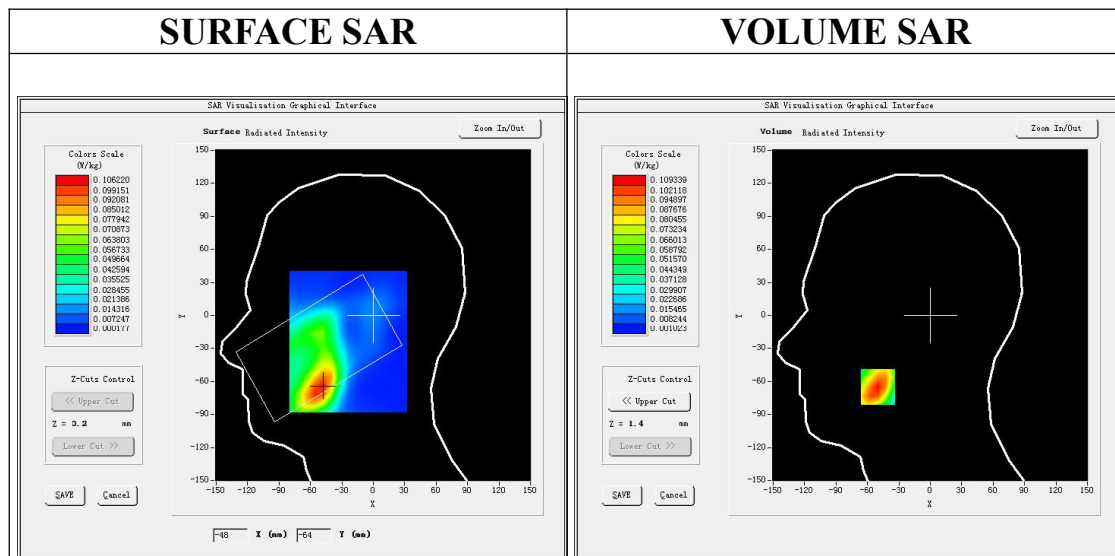 SURFACE SAR
VOLUME SAR
SAR Visualisation Graphical Interface
Surface Radiated Intensity
Zoom In/Out
Colors Scale
(W/kg)
0.106220
0.099151
0.092081
0.085012
0.077942
0.070873
0.063803
0.056733
0.049664
0.042594
0.035525
0.028455
0.021386
0.014316
0.007247
0.000177
Z-Cuts Control
<< Upper Cut
Z = 3.2 mm
Lower Cut >>
SAVE
Cancel
150
120
90
60
30
0
-30
-60
-90
-120
-150
Y
-150 -120 -90 -60 -30 0 30 60 90 120 150
X
-48 X (mm) -64 Y (mm)
SAR Visualisation Graphical Interface
Volume Radiated Intensity
Zoom In/Out
Colors Scale
(W/kg)
0.109339
0.102118
0.094897
0.087676
0.080455
0.073234
0.066013
0.058792
0.051570
0.044349
0.037128
0.029907
0.022686
0.015465
0.008244
0.001023
Z-Cuts Control
<< Upper Cut
Z = 1.4 mm
Lower Cut >>
SAVE
Cancel
150
120
90
60
30
0
-30
-60
-90
-120
-150
Y
-150 -120 -90 -60 -30 0 30 60 90 120 150
X